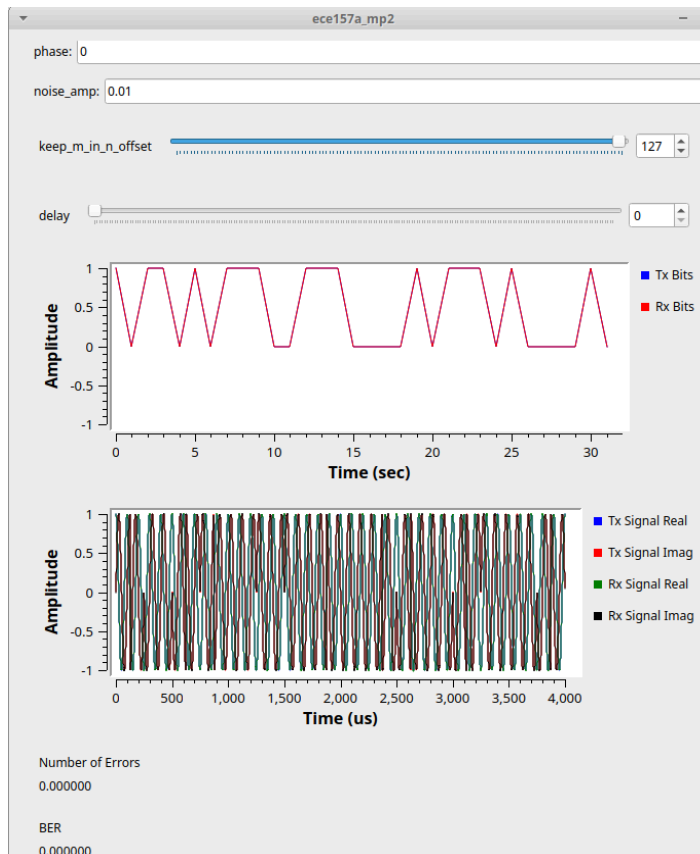 ece157a_mp2
phase: 0
noise_amp: 0.01
keep_m_in_n_offset 127
delay 0
1
0.5
0
-0.5
-1
Amplitude
0 5 10 15 20 25 30
Time (sec)
Tx Bits
Rx Bits
1
0.5
0
-0.5
-1
Amplitude
0 500 1,000 1,500 2,000 2,500 3,000 3,500 4,000
Time (us)
Tx Signal Real
Tx Signal Imag
Rx Signal Real
Rx Signal Imag
Number of Errors
0.000000
BER
0.000000